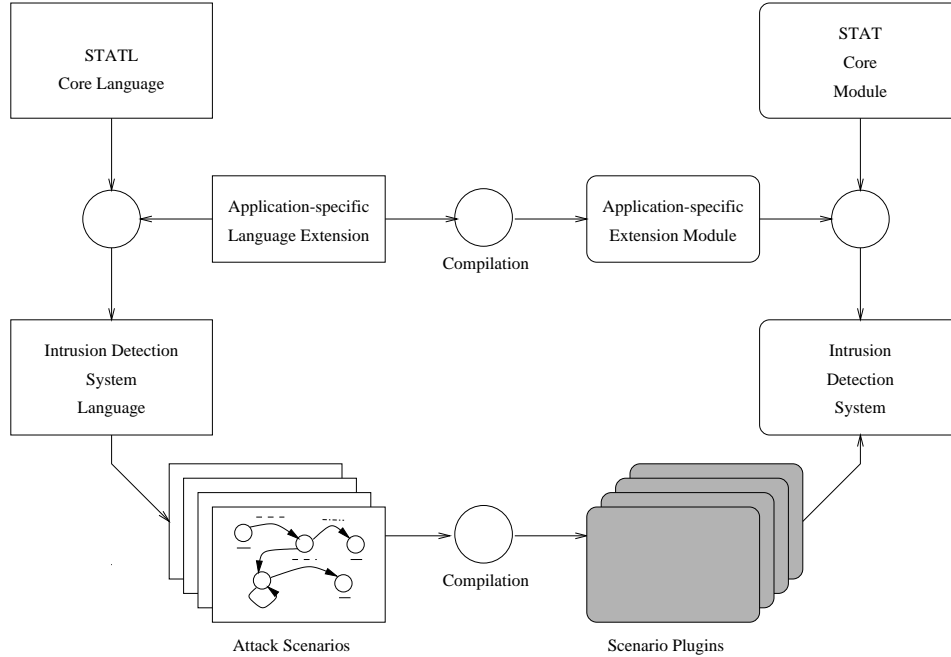 STATL
Core Language
STAT
Core
Module
Application-specific
Language Extension
Compilation
Application-specific
Extension Module
Intrusion Detection
System
Language
Intrusion
Detection
System
Compilation
Attack Scenarios
Scenario Plugins